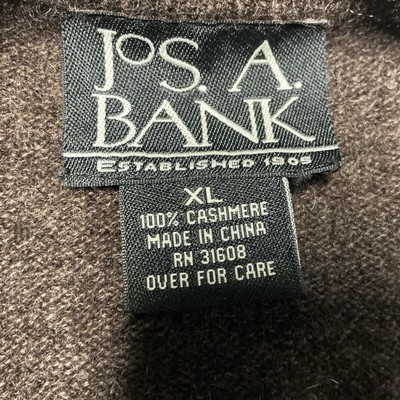 JOS. A.
BANK
ESTABLISHED 1905
XL
100% CASHMERE
MADE IN CHINA
RN 31608
OVER FOR CARE